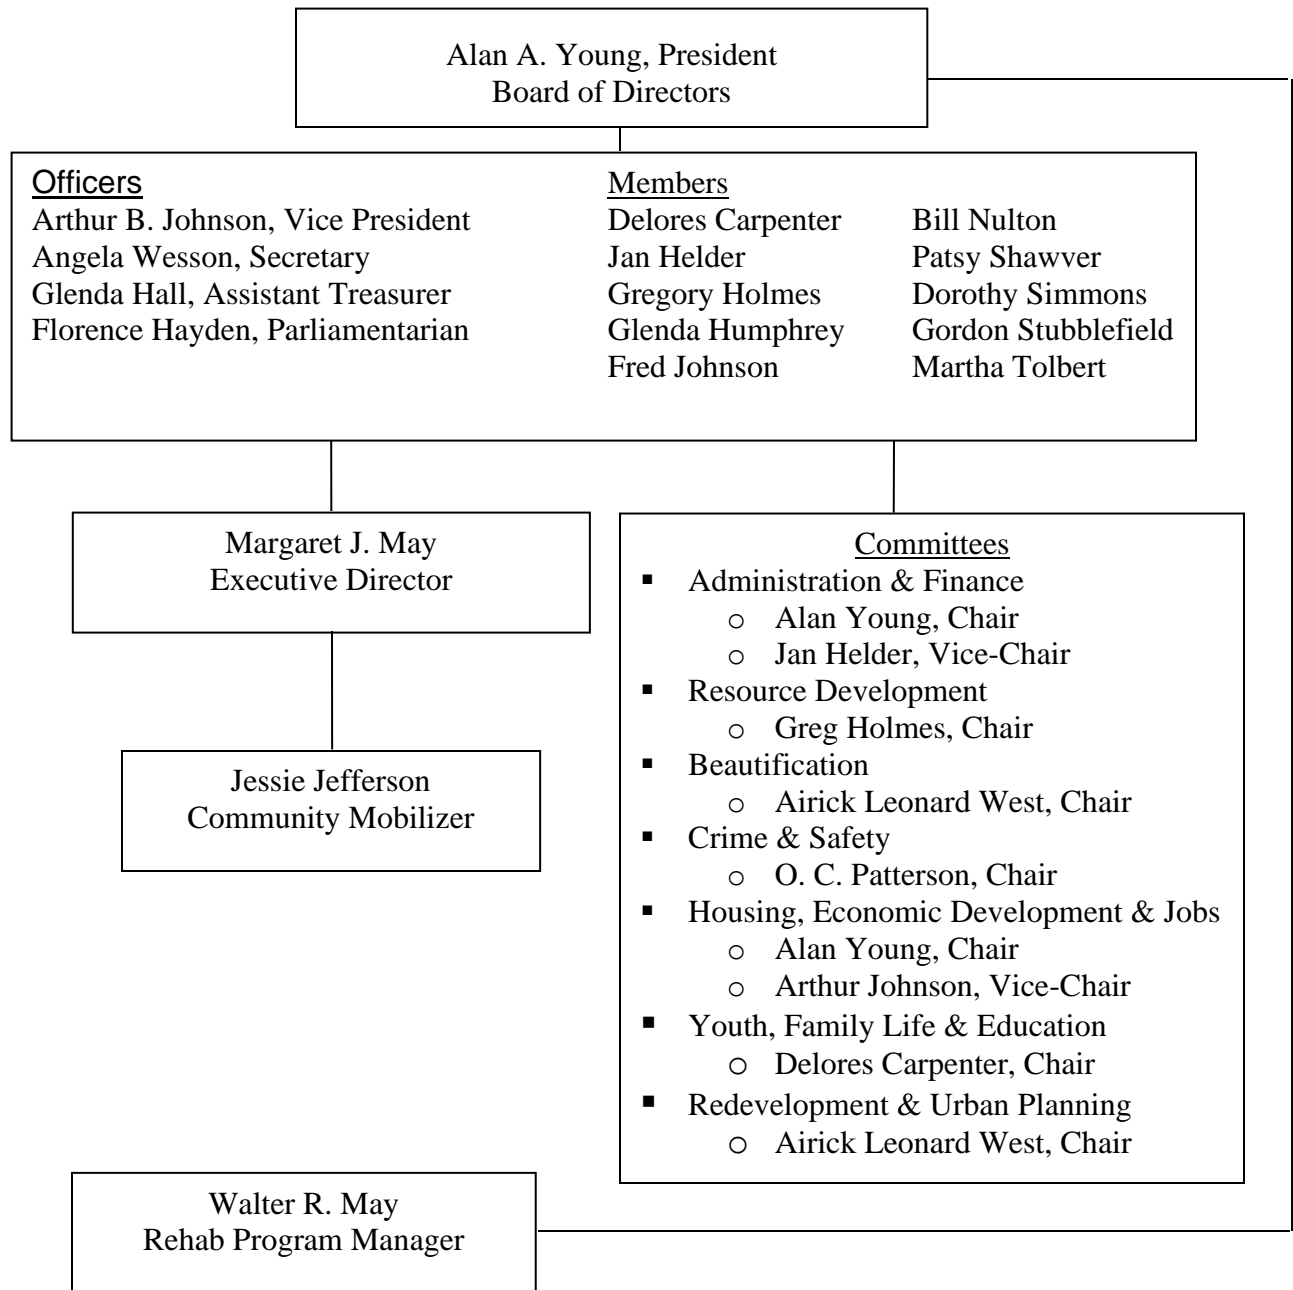 Alan A. Young, President
Board of Directors
Officers
Arthur B. Johnson, Vice President
Angela Wesson, Secretary
Glenda Hall, Assistant Treasurer
Florence Hayden, Parliamentarian
Members
Delores Carpenter
Jan Helder
Gregory Holmes
Glenda Humphrey
Fred Johnson
Bill Nulton
Patsy Shawver
Dorothy Simmons
Gordon Stubblefield
Martha Tolbert
Margaret J. May
Executive Director
Jessie Jefferson
Community Mobilizer
Committees
▪ Administration & Finance
o Alan Young, Chair
o Jan Helder, Vice-Chair
▪ Resource Development
o Greg Holmes, Chair
▪ Beautification
o Airick Leonard West, Chair
▪ Crime & Safety
o O. C. Patterson, Chair
▪ Housing, Economic Development & Jobs
o Alan Young, Chair
o Arthur Johnson, Vice-Chair
▪ Youth, Family Life & Education
o Delores Carpenter, Chair
▪ Redevelopment & Urban Planning
o Airick Leonard West, Chair
Walter R. May
Rehab Program Manager